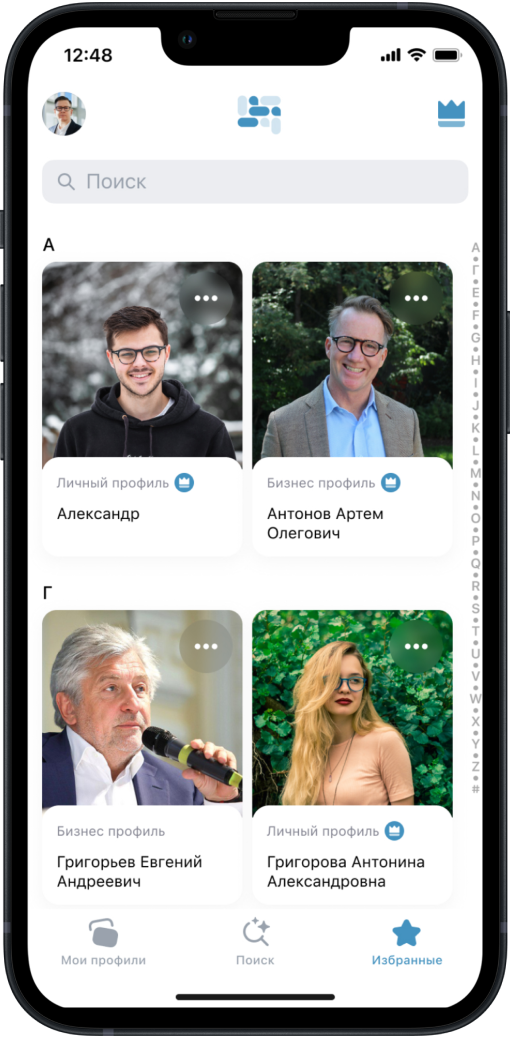 12:48
Поиск
А
Личный профиль
Александр
Бизнес профиль
Антонов Артем
Олегович
Г
Бизнес профиль
Григорьев Евгений
Андреевич
Личный профиль
Григорова Антонина
Александровна
А
Г
E
F
G
H
I
J
K
L
M
N
O
P
Q
R
S
T
U
V
W
X
Y
Z
#
Мои профили
Поиск
Избранные